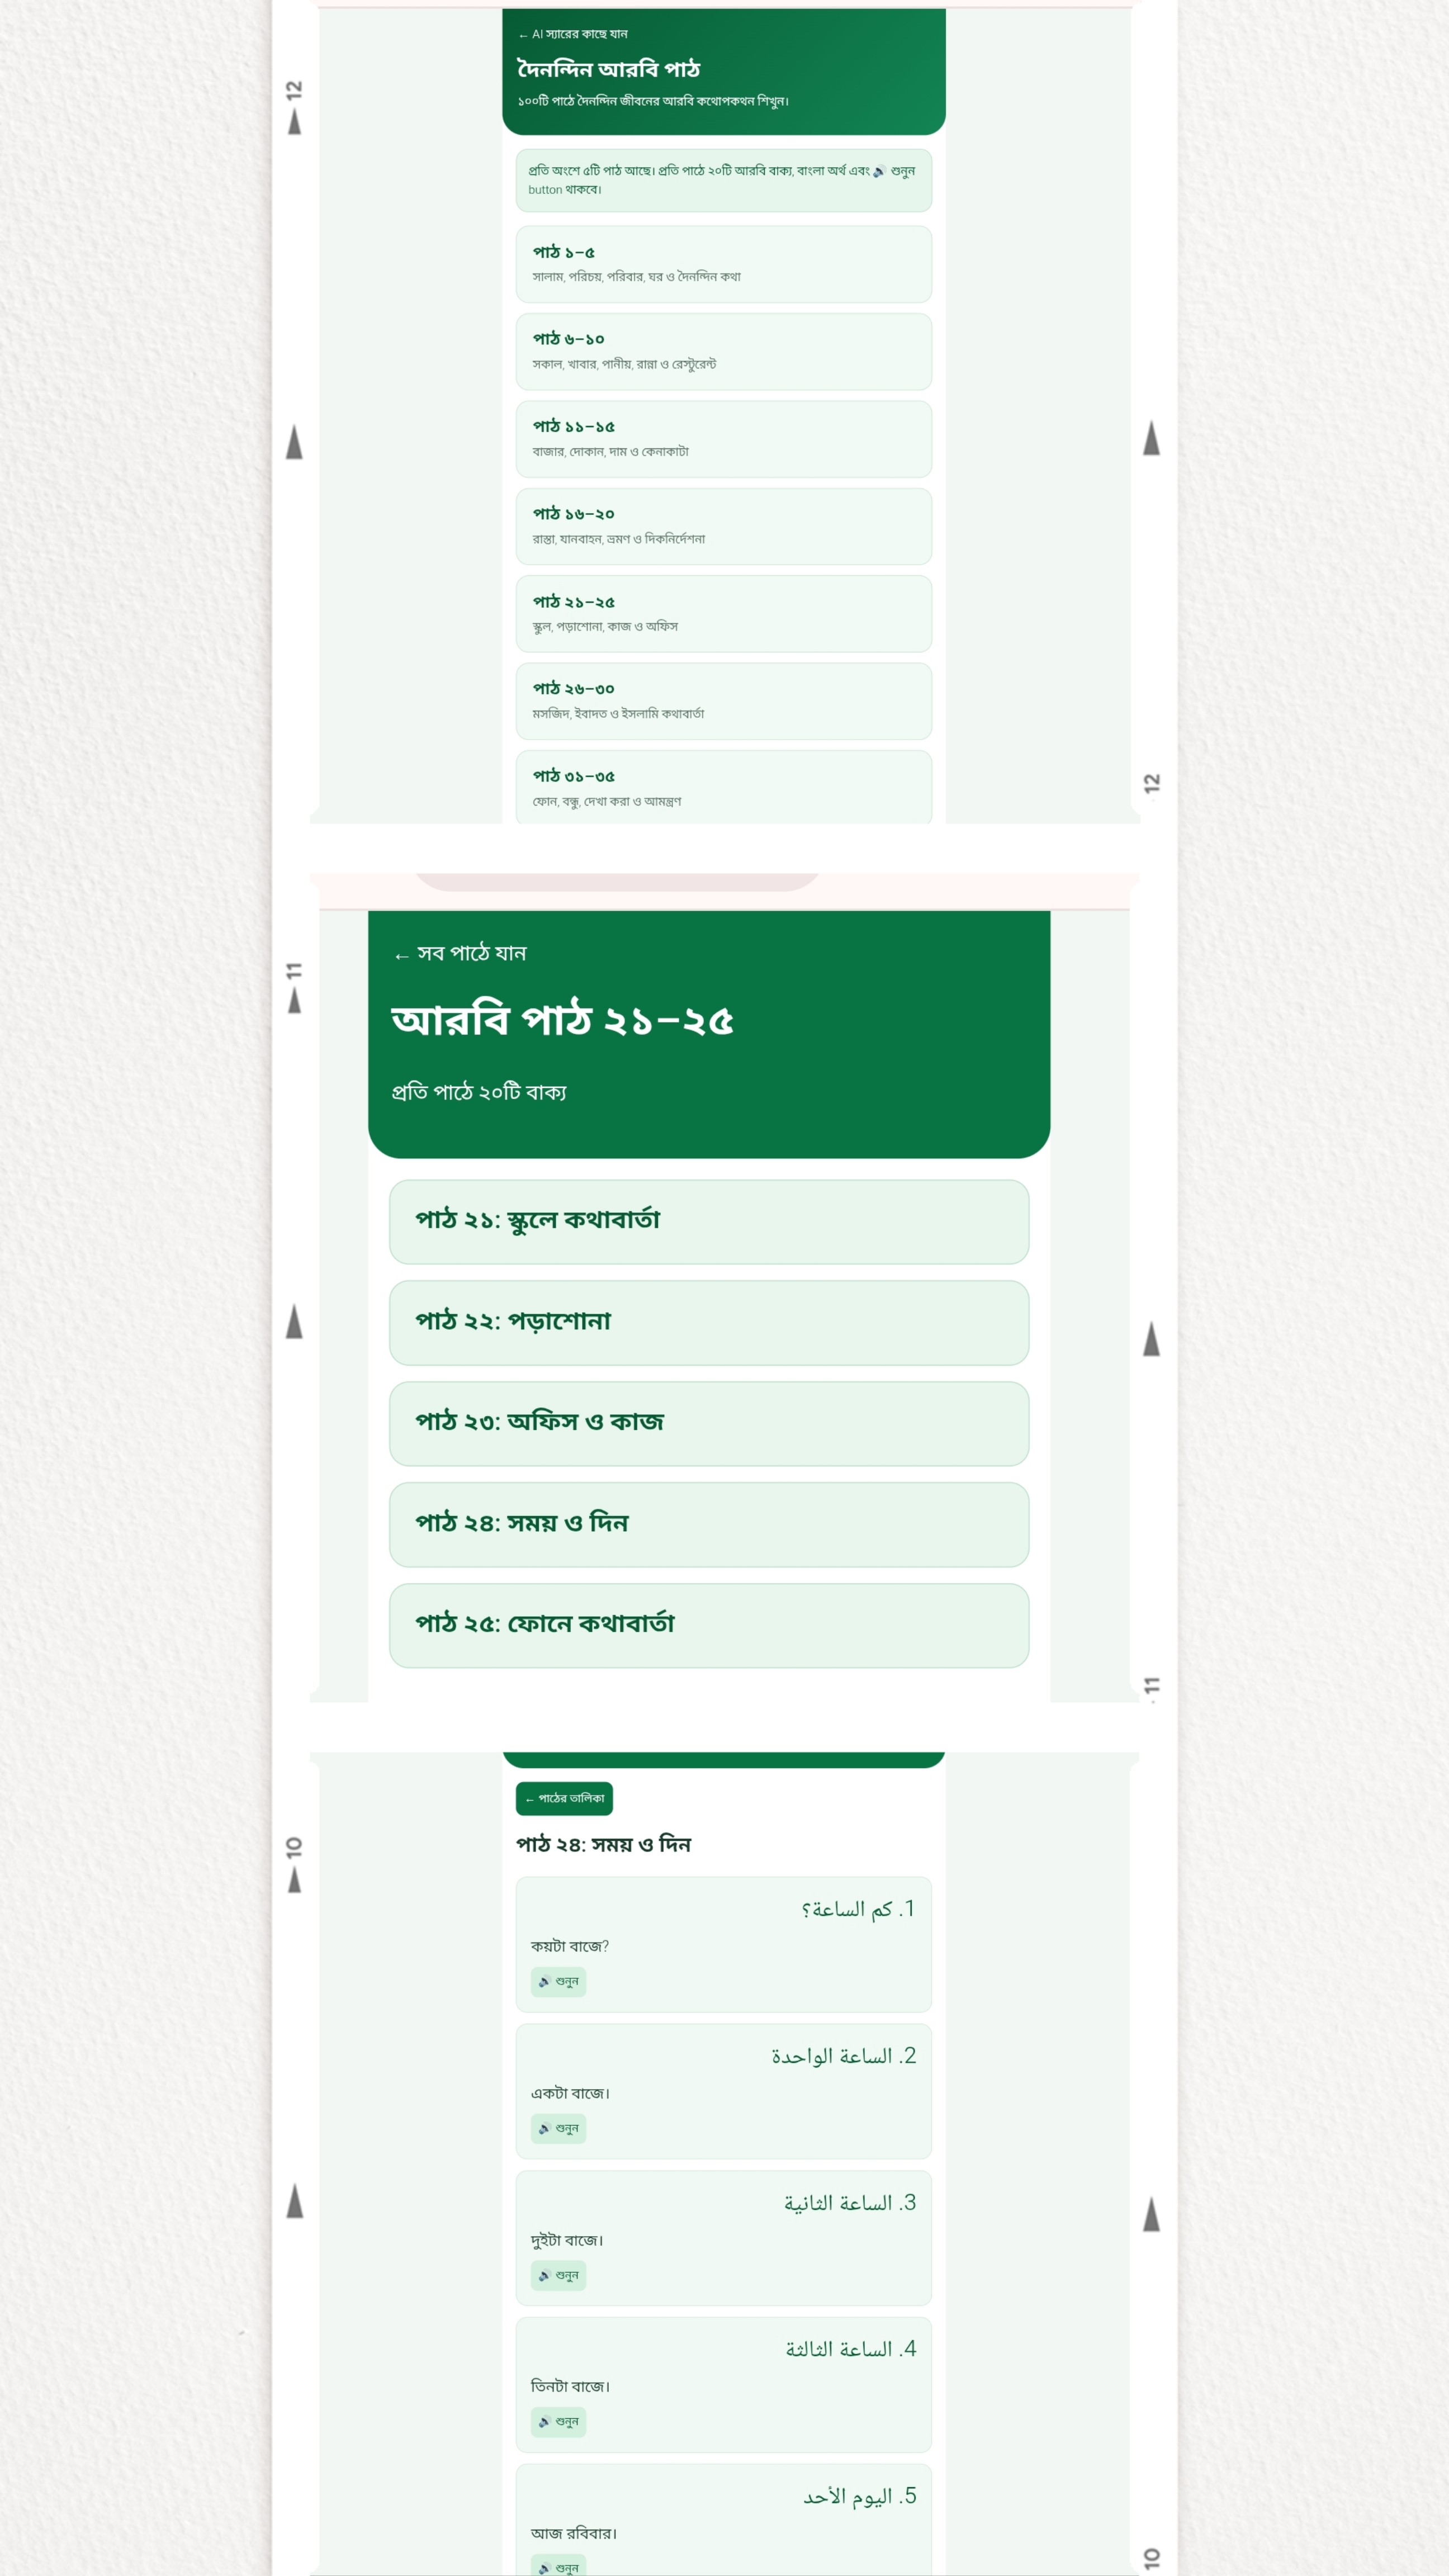 ← AI স্যারের কাছে যান
দৈনন্দিন আরবি পাঠ
১০০টি পাঠে দৈনন্দিন জীবনের আরবি কথোপকথন শিখুন।
প্রতি অংশে ৫টি পাঠ আছে। প্রতি পাঠে ২০টি আরবি বাক্য, বাংলা অর্থ এবং 🔊 শুনুন
button থাকবে।
পাঠ ১–৫
সালাম, পরিচয়, পরিবার, ঘর ও দৈনন্দিন কথা
পাঠ ৬–১০
সকাল, খাবার, পানীয়, রান্না ও রেস্টুরেন্ট
পাঠ ১১–১৫
বাজার, দোকান, দাম ও কেনাকাটা
পাঠ ১৬–২০
রাস্তা, যানবাহন, ভ্রমণ ও দিকনির্দেশনা
পাঠ ২১–২৫
স্কুল, পড়াশোনা, কাজ ও অফিস
পাঠ ২৬–৩০
মসজিদ, ইবাদত ও ইসলামি কথাবার্তা
পাঠ ৩১–৩৫
ফোন, বন্ধু, দেখা করা ও আমন্ত্রণ
12
12
← সব পাঠে যান
আরবি পাঠ ২১–২৫
প্রতি পাঠে ২০টি বাক্য
পাঠ ২১: স্কুলে কথাবার্তা
পাঠ ২২: পড়াশোনা
পাঠ ২৩: অফিস ও কাজ
পাঠ ২৪: সময় ও দিন
পাঠ ২৫: ফোনে কথাবার্তা
11
11
← পাঠের তালিকা
পাঠ ২৪: সময় ও দিন
1. كم الساعة؟
কয়টা বাজে?
🔊 শুনুন
2. الساعة الواحدة
একটা বাজে।
🔊 শুনুন
3. الساعة الثانية
দুইটা বাজে।
🔊 শুনুন
4. الساعة الثالثة
তিনটা বাজে।
🔊 শুনুন
5. اليوم الأحد
আজ রবিবার।
🔊 শুনুন
10
10